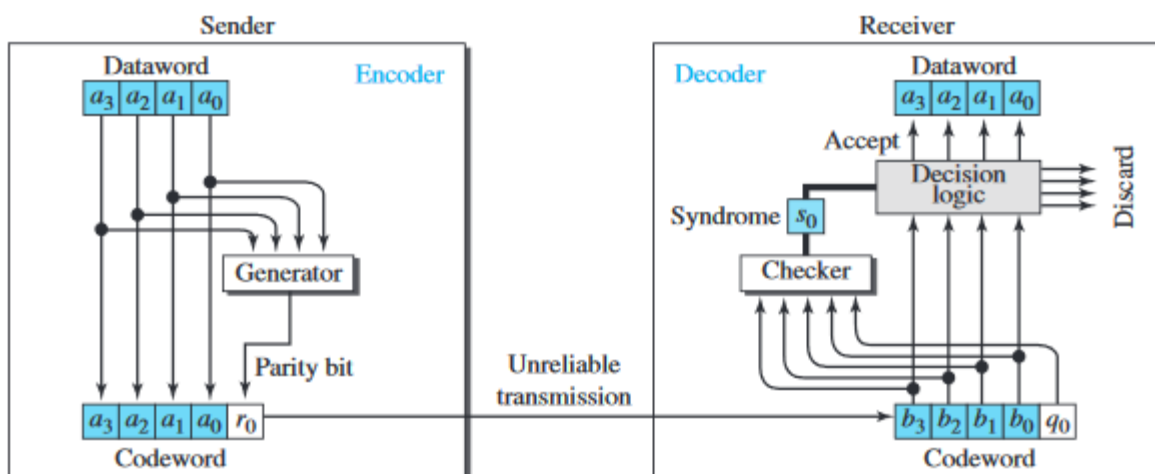 Sender
Receiver
Dataword
Encoder
a3 a2 a1 a0
Decoder
Dataword
a3 a2 a1 a0
Accept
Decision
logic
Discard
Syndrome
s0
Generator
Checker
Parity bit
Unreliable
transmission
a3 a2 a1 a0 r0
b3 b2 b1 b0 q0
Codeword
Codeword